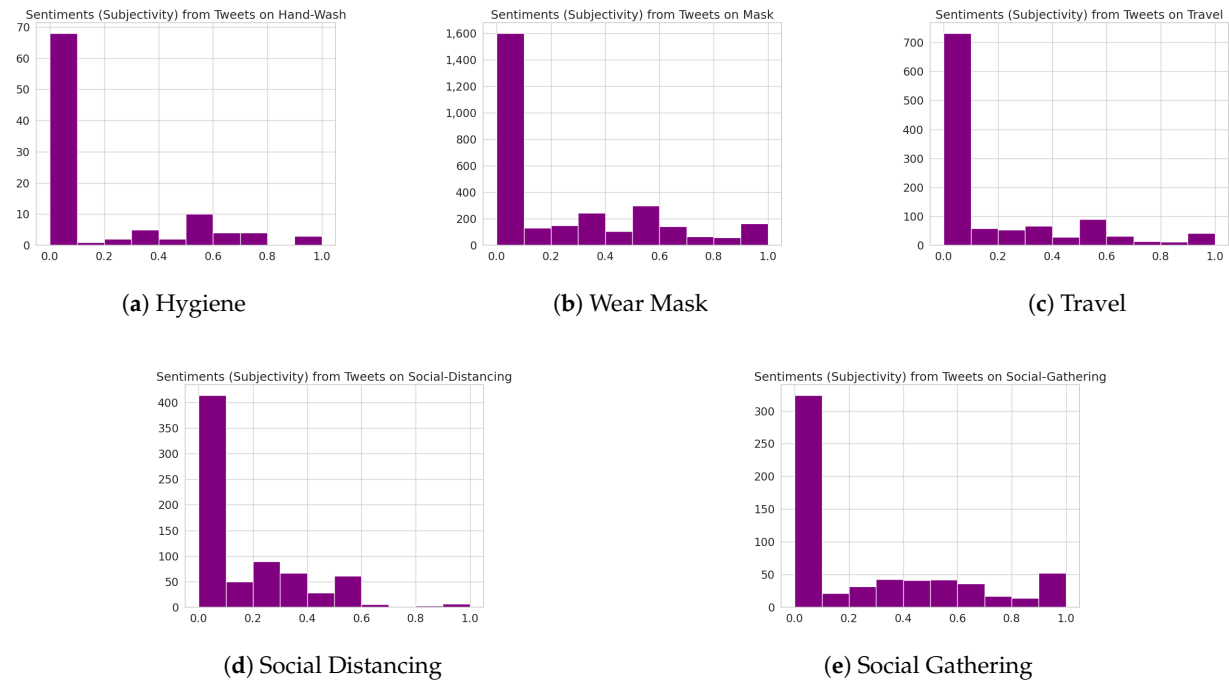 Sentiments (Subjectivity) from Tweets on Hand-Wash
70
60
50
40
30
20
10
0
0.0 0.2 0.4 0.6 0.8 1.0
(a) Hygiene
Sentiments (Subjectivity) from Tweets on Mask
1,600
1,400
1,200
1,000
800
600
400
200
0
0.0 0.2 0.4 0.6 0.8 1.0
(b) Wear Mask
Sentiments (Subjectivity) from Tweets on Travel
700
600
500
400
300
200
100
0
0.0 0.2 0.4 0.6 0.8 1.0
(c) Travel
Sentiments (Subjectivity) from Tweets on Social-Distancing
400
350
300
250
200
150
100
50
0
0.0 0.2 0.4 0.6 0.8 1.0
(d) Social Distancing
Sentiments (Subjectivity) from Tweets on Social-Gathering
300
250
200
150
100
50
0
0.0 0.2 0.4 0.6 0.8 1.0
(e) Social Gathering